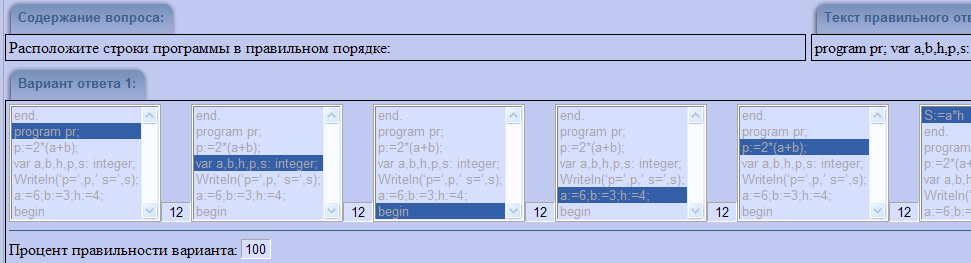 Содержание вопроса:
Текст правильного отв
Расположите строки программы в правильном порядке:
program pr; var a,b,h,p,s:
Вариант ответа 1:
end.
program pr;
p:=2*(a+b);
var a,b,h,p,s: integer;
Writeln('p=',p,' s=',s);
a:=6;b:=3;h:=4;
begin
12
end.
program pr;
p:=2*(a+b);
var a,b,h,p,s: integer;
Writeln('p=',p,' s=',s);
a:=6;b:=3;h:=4;
begin
12
end.
program pr;
p:=2*(a+b);
var a,b,h,p,s: integer;
Writeln('p=',p,' s=',s);
a:=6;b:=3;h:=4;
begin
12
end.
program pr;
p:=2*(a+b);
var a,b,h,p,s: integer;
Writeln('p=',p,' s=',s);
a:=6;b:=3;h:=4;
begin
12
end.
program pr;
p:=2*(a+b);
var a,b,h,p,s: integer;
Writeln('p=',p,' s=',s);
a:=6;b:=3;h:=4;
begin
12
S:=a*h
end.
program
p:=2*(a+
var a,b,h
Writeln('p
a:=6;b:=
Процент правильности варианта: 100